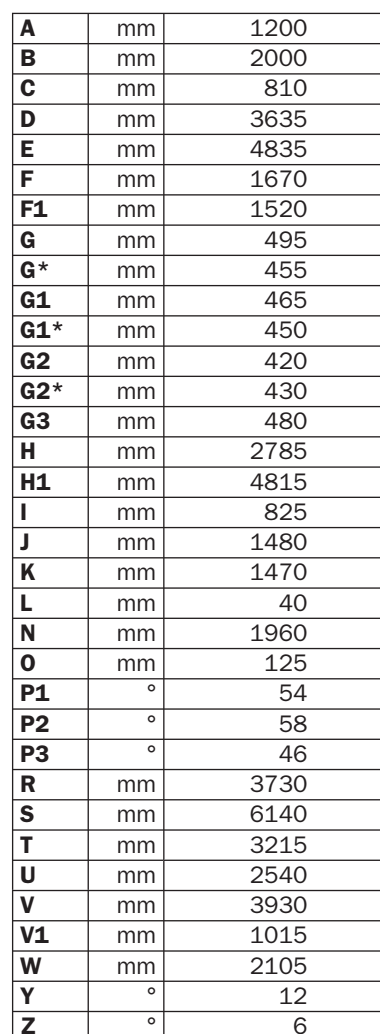 A mm 1200
B mm 2000
C mm 810
D mm 3635
E mm 4835
F mm 1670
F1 mm 1520
G mm 495
G* mm 455
G1 mm 465
G1* mm 450
G2 mm 420
G2* mm 430
G3 mm 480
H mm 2785
H1 mm 4815
I mm 825
J mm 1480
K mm 1470
L mm 40
N mm 1960
O mm 125
P1 ° 54
P2 ° 58
P3 ° 46
R mm 3730
S mm 6140
T mm 3215
U mm 2540
V mm 3930
V1 mm 1015
W mm 2105
Y ° 12
Z ° 6